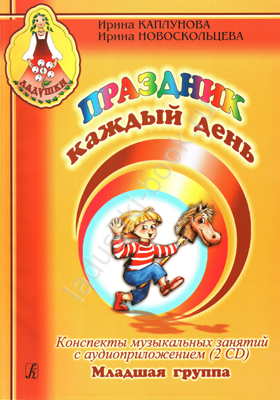 Ирина КАПЛУНОВА
Ирина НОВОСКОЛЬЦЕВА
ЛАДУШКИ
ПРАЗДНИК
КАЖДЫЙ ДЕНЬ
Конспекты музыкальных занятий
с аудиоприложением (2 CD)
Младшая группа